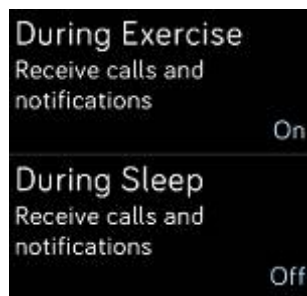 During Exercise
Receive calls and
notifications
On
During Sleep
Receive calls and
notifications
Off